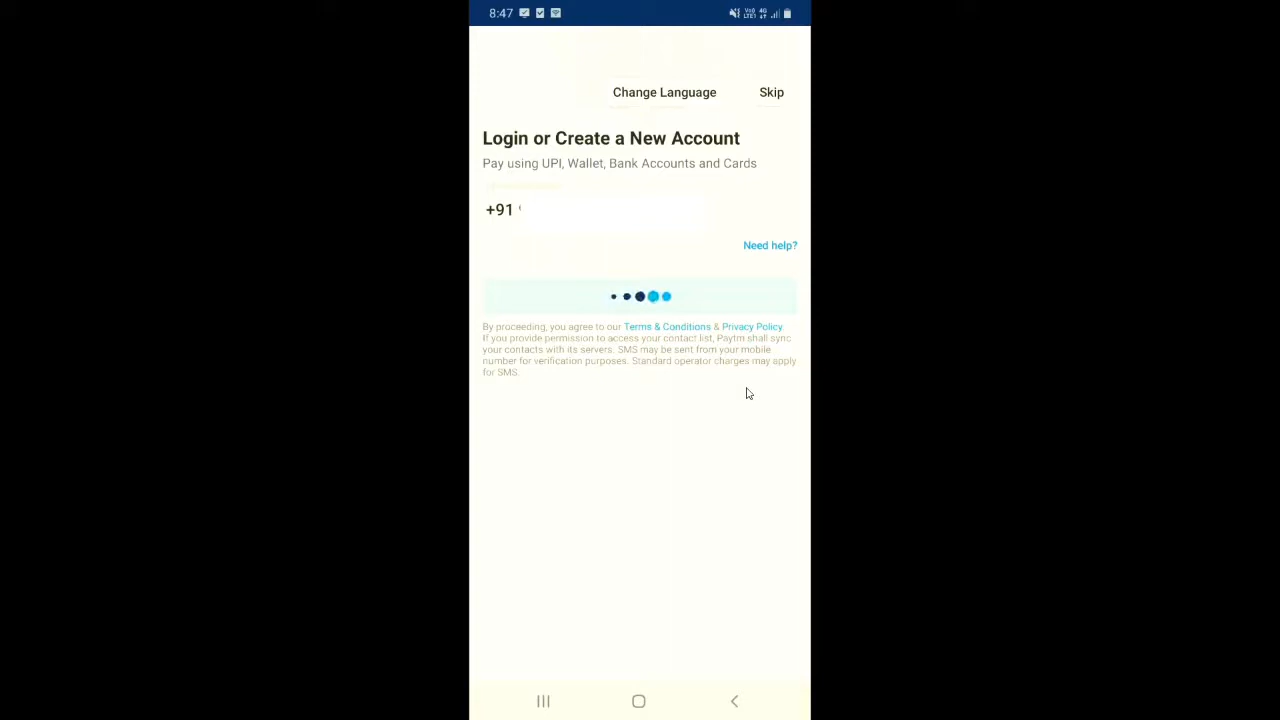 8:47
Change Language
Skip
Login or Create a New Account
Pay using UPI, Wallet, Bank Accounts and Cards
+91
Need help?
By proceeding, you agree to our Terms & Conditions & Privacy Policy.
If you provide permission to access your contact list, Paytm shall sync
your contacts with its servers. SMS may be sent from your mobile
number for verification purposes. Standard operator charges may apply
for SMS.